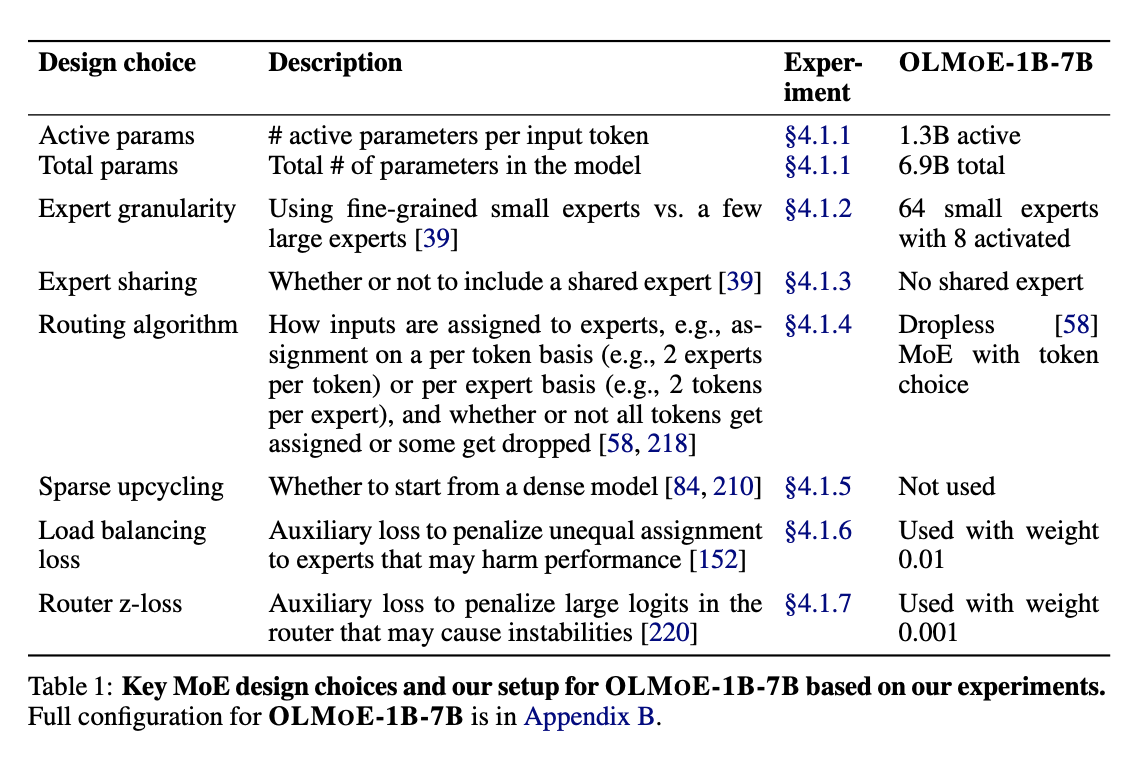 Design choice Description Exper- OLMOE-1B-7B
iment
Active params # active parameters per input token §4.1.1 1.3B active
Total params Total # of parameters in the model §4.1.1 6.9B total
Expert granularity Using fine-grained small experts vs. a few §4.1.2 64 small experts
large experts [39] with 8 activated
Expert sharing Whether or not to include a shared expert [39] §4.1.3 No shared expert
Routing algorithm How inputs are assigned to experts, e.g., as- §4.1.4 Dropless [58]
signment on a per token basis (e.g., 2 experts MoE with token
per token) or per expert basis (e.g., 2 tokens choice
per expert), and whether or not all tokens get
assigned or some get dropped [58, 218]
Sparse upcycling Whether to start from a dense model [84, 210] §4.1.5 Not used
Load balancing Auxiliary loss to penalize unequal assignment §4.1.6 Used with weight
loss to experts that may harm performance [152] 0.01
Router z-loss Auxiliary loss to penalize large logits in the §4.1.7 Used with weight
router that may cause instabilities [220] 0.001
Table 1: Key MoE design choices and our setup for OLMOE-1B-7B based on our experiments.
Full configuration for OLMOE-1B-7B is in Appendix B.